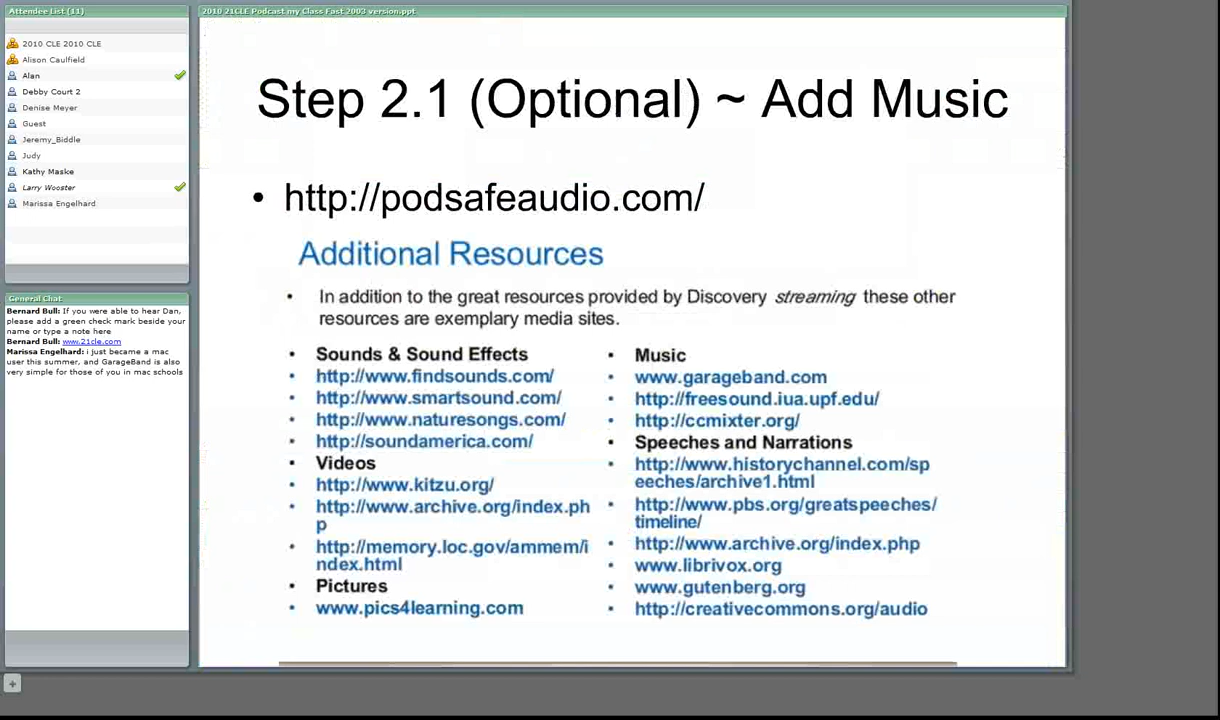 Attendee List (11)
2010 CLE 2010 CLE
Alison Caulfield
Alan
Debby Court 2
Denise Meyer
Guest
Jeremy_Biddle
Judy
Kathy Maske
Larry Wooster
Marissa Engelhard
General Chat
Bernard Bull: If you were able to hear Dan,
please add a green check mark beside your
name or type a note here
Bernard Bull: www.21cle.com
Marissa Engelhard: i just became a mac
user this summer, and GarageBand is also
very simple for those of you in mac schools
2010 21CLE Podcast my Class Fast 2003 version.ppt
Step 2.1 (Optional) ~ Add Music
• http://podsafeaudio.com/
Additional Resources
• In addition to the great resources provided by Discovery streaming these other
resources are exemplary media sites.
• Sounds & Sound Effects
• http://www.findsounds.com/
• http://www.smartsound.com/
• http://www.naturesongs.com/
• http://soundamerica.com/
• Videos
• http://www.kitzu.org/
• http://www.archive.org/index.ph
p
• http://memory.loc.gov/ammem/i
ndex.html
• Pictures
• www.pics4learning.com
• Music
• www.garageband.com
• http://freesound.iua.upf.edu/
• http://ccmixter.org/
• Speeches and Narrations
• http://www.historychannel.com/sp
eeches/archive1.html
• http://www.pbs.org/greatspeeches/
timeline/
• http://www.archive.org/index.php
• www.librivox.org
• www.gutenberg.org
• http://creativecommons.org/audio